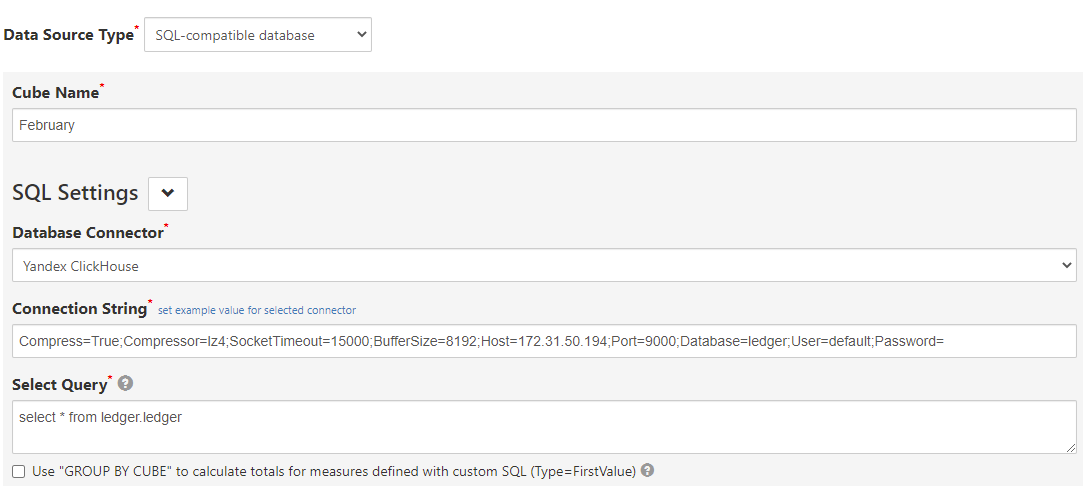 Data Source Type* SQL-compatible database
Cube Name*
February
SQL Settings
Database Connector*
Yandex ClickHouse
Connection String* set example value for selected connector
Compress=True;Compressor=lz4;SocketTimeout=15000;BufferSize=8192;Host=172.31.50.194;Port=9000;Database=ledger;User=default;Password=
Select Query* ?
select * from ledger.ledger
Use "GROUP BY CUBE" to calculate totals for measures defined with custom SQL (Type=FirstValue) ?